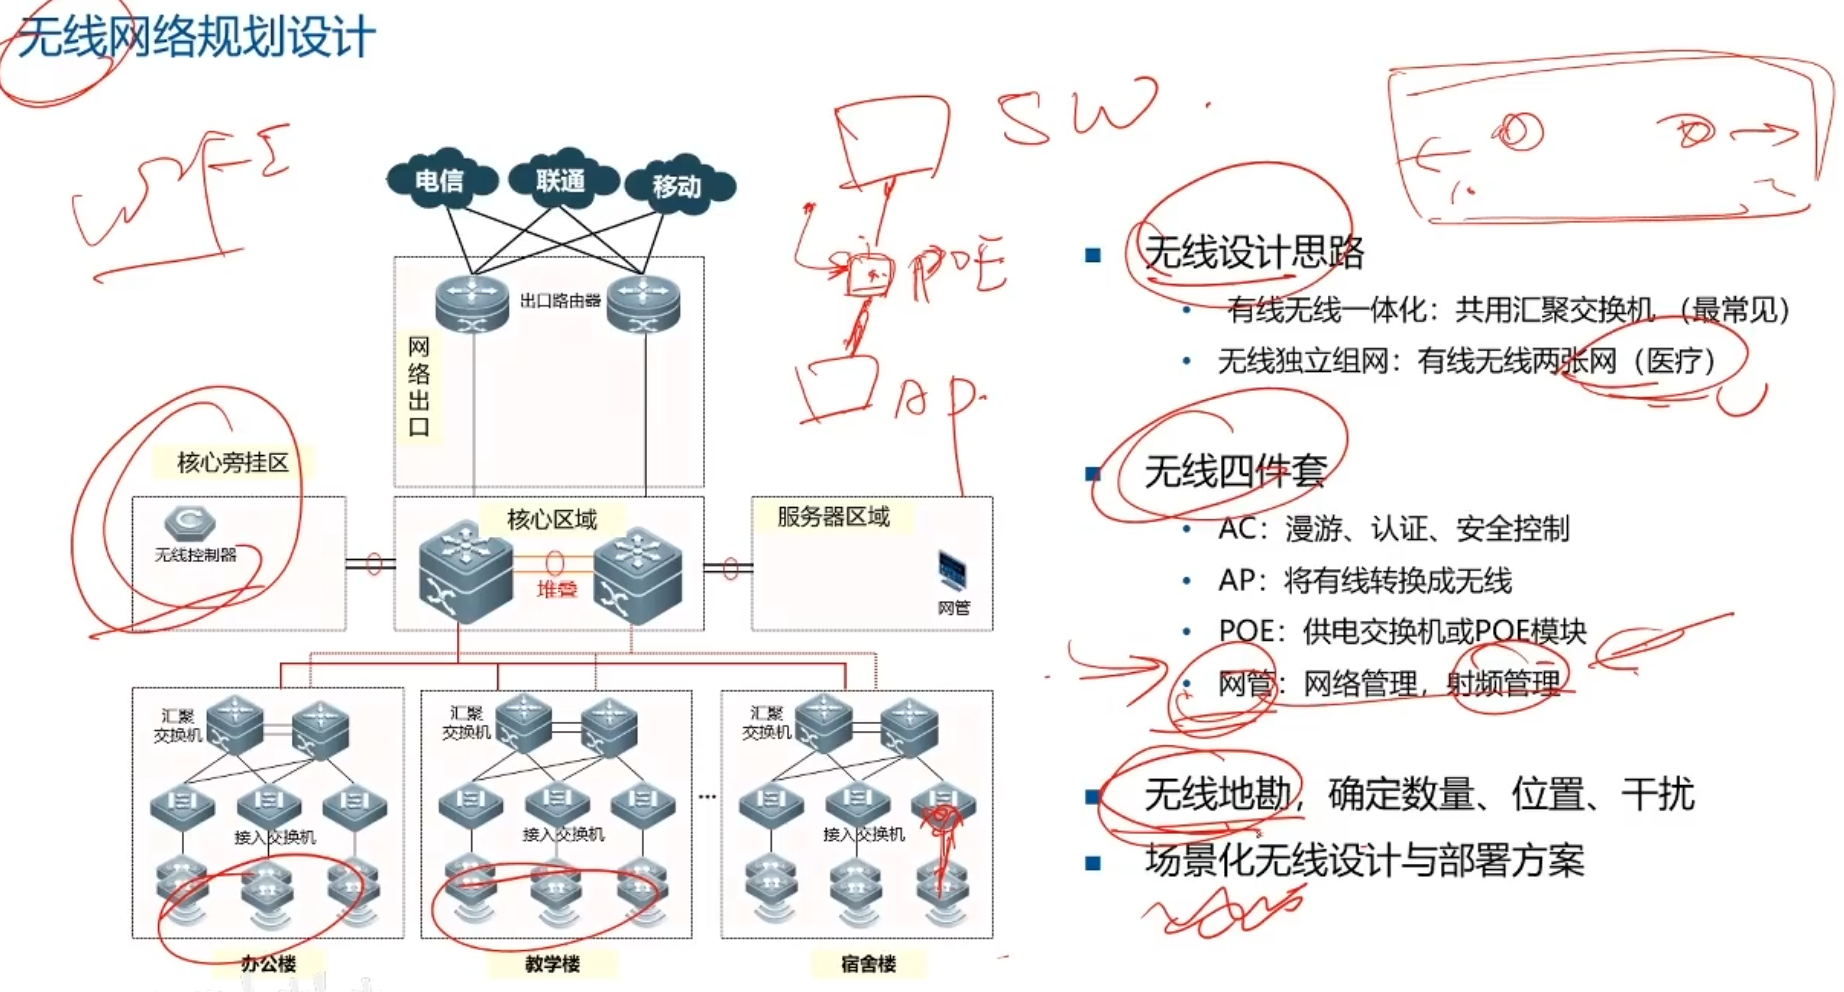 无线网络规划设计
SW
电信
联通
移动
POE
出口路由器
网络出口
AP
核心旁挂区
无线控制器
核心区域
堆叠
服务器区域
网管
汇聚
交换机
接入交换机
办公楼
汇聚
交换机
接入交换机
教学楼
...
汇聚
交换机
接入交换机
宿舍楼
无线设计思路
有线无线一体化：共用汇聚交换机 （最常见）
无线独立组网：有线无线两张网（医疗）
无线四件套
AC：漫游、认证、安全控制
AP：将有线转换成无线
POE：供电交换机或POE模块
网管：网络管理，射频管理
无线地勘，确定数量、位置、干扰
场景化无线设计与部署方案